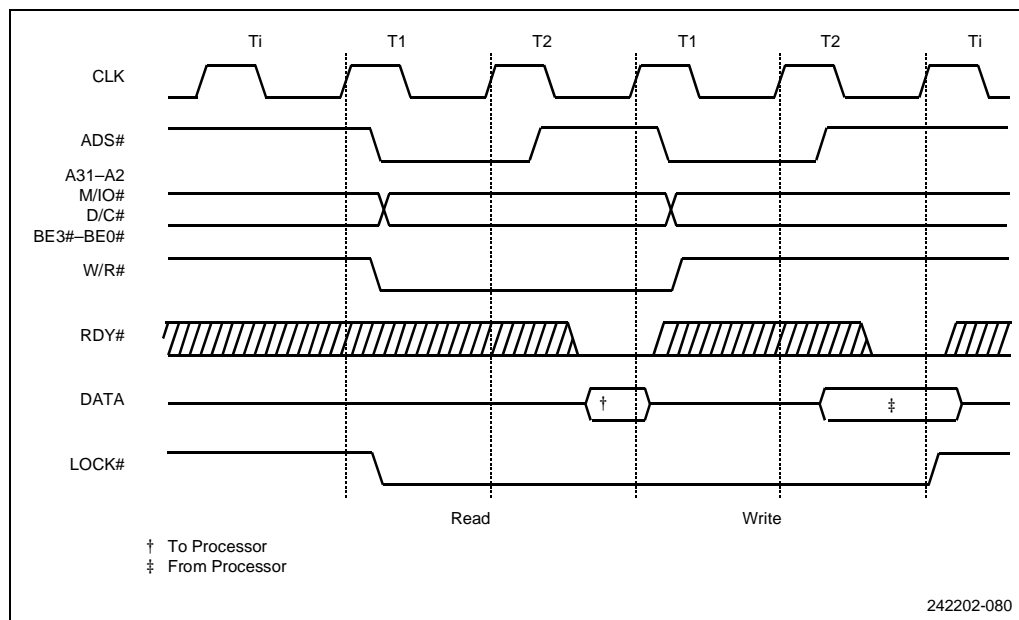 Ti T1 T2 T1 T2 Ti
CLK
ADS#
A31–A2
M/IO#
D/C#
BE3#–BE0#
W/R#
RDY#
DATA † ‡
LOCK#
Read Write
† To Processor
‡ From Processor
242202-080